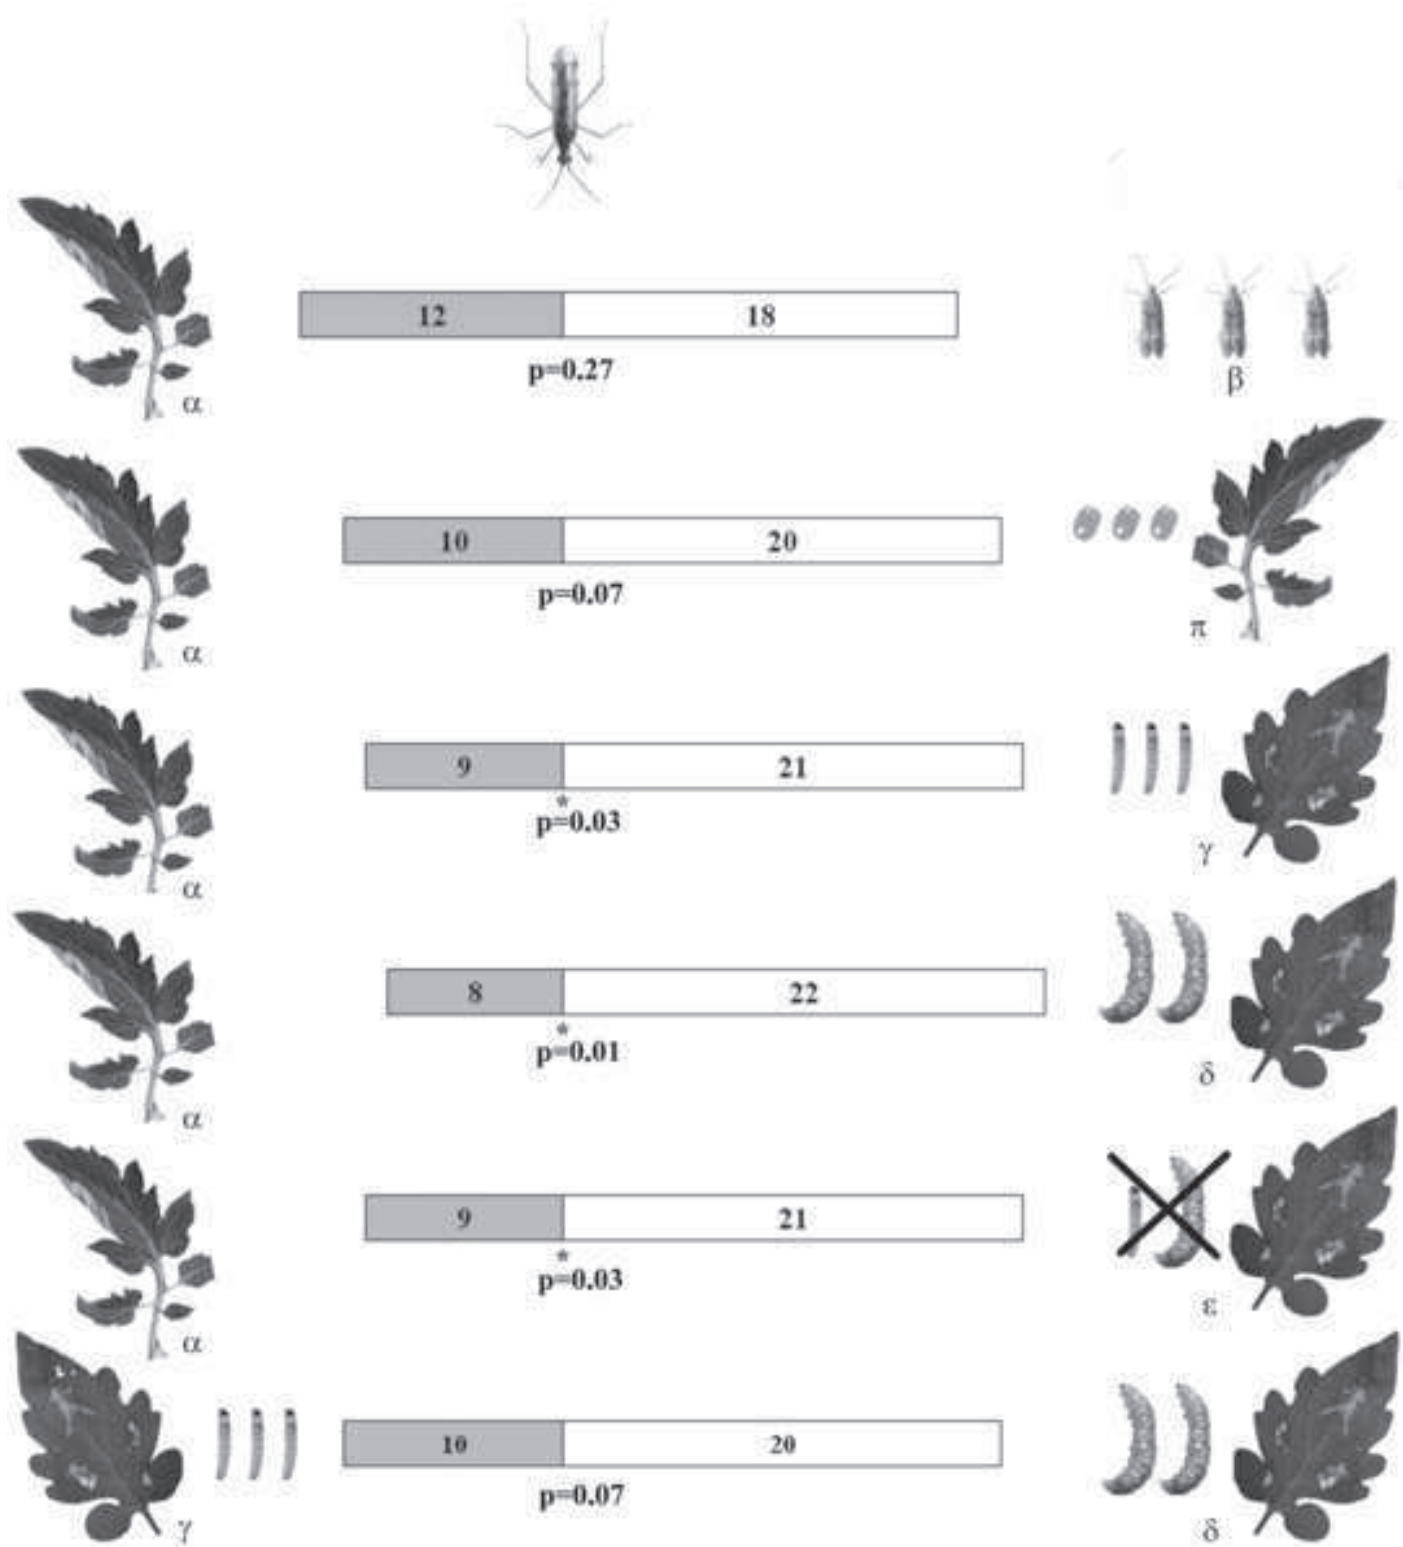 12 18
p=0.27
α β
10 20
p=0.07
α π
9 21
*
p=0.03
α γ
8 22
*
p=0.01
α δ
9 21
*
p=0.03
α ε
10 20
p=0.07
γ δ